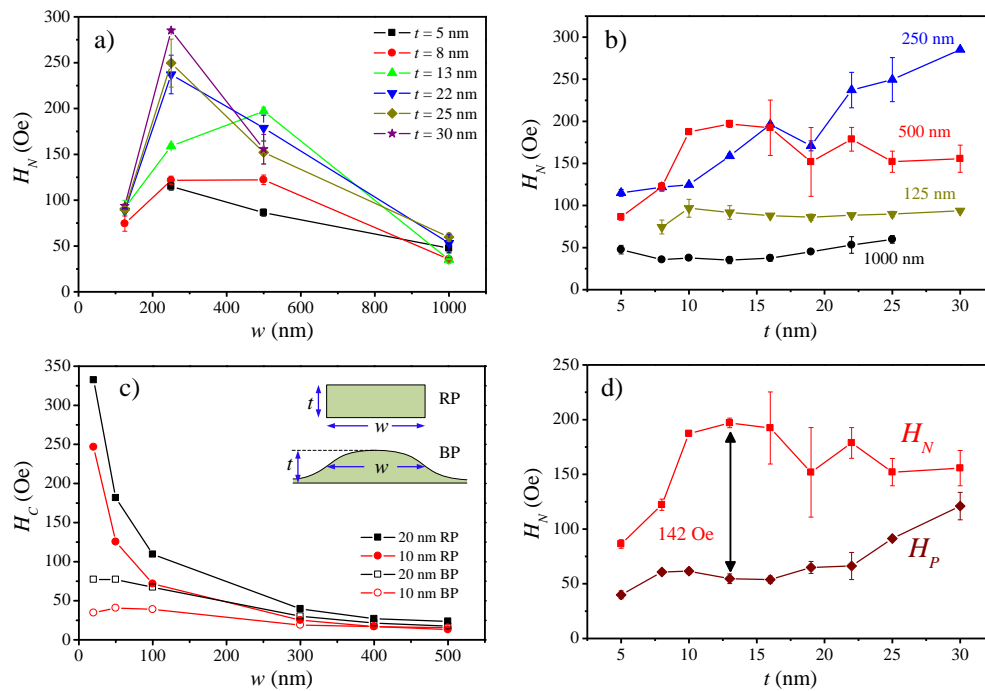 a)
H_N (Oe)
300
250
200
150
100
50
0
0 200 400 600 800 1000
w (nm)
t = 5 nm
t = 8 nm
t = 13 nm
t = 22 nm
t = 25 nm
t = 30 nm
b)
H_N (Oe)
300
250
200
150
100
50
0
5 10 15 20 25 30
t (nm)
250 nm
500 nm
125 nm
1000 nm
c)
H_C (Oe)
350
300
250
200
150
100
50
0
0 100 200 300 400 500
w (nm)
t
RP
w
BP
t
w
20 nm RP
10 nm RP
20 nm BP
10 nm BP
d)
H_N (Oe)
250
200
150
100
50
0
5 10 15 20 25 30
t (nm)
H_N
142 Oe
H_P